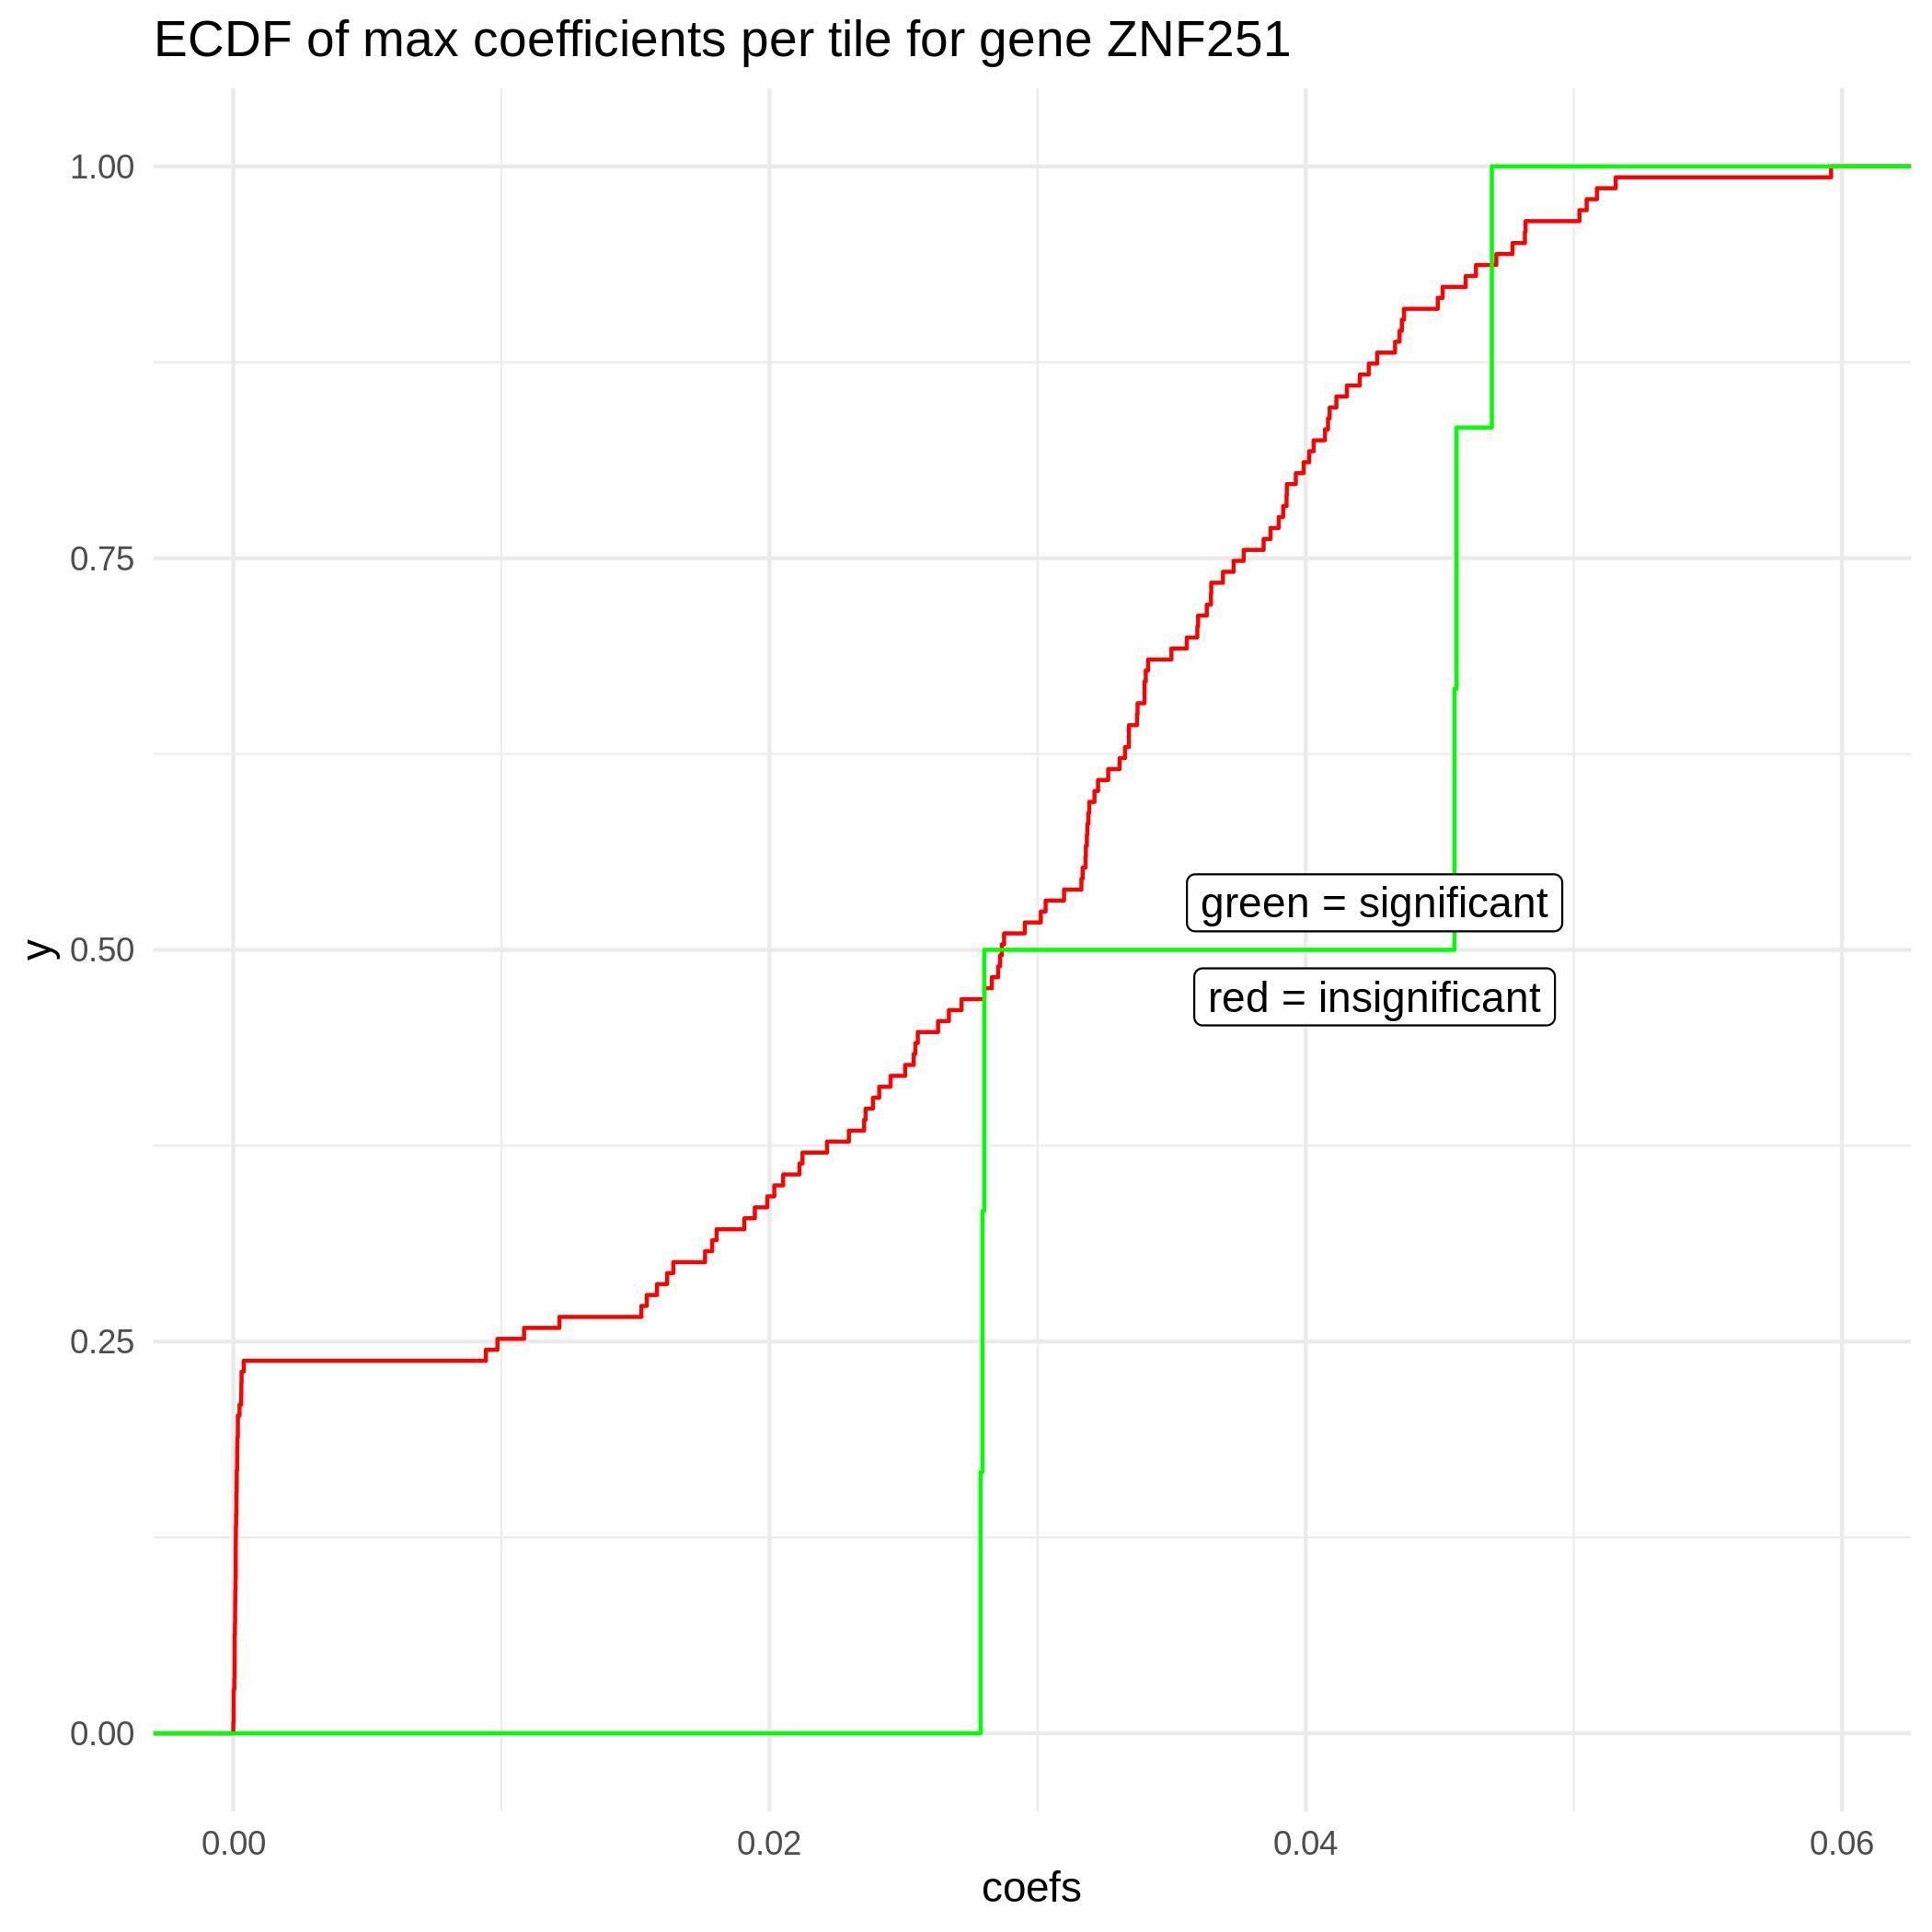 ECDF of max coefficients per tile for gene ZNF251
1.00
0.75
0.50
0.25
0.00
y
green = significant
red = insignificant
0.00 0.02 0.04 0.06
coefs